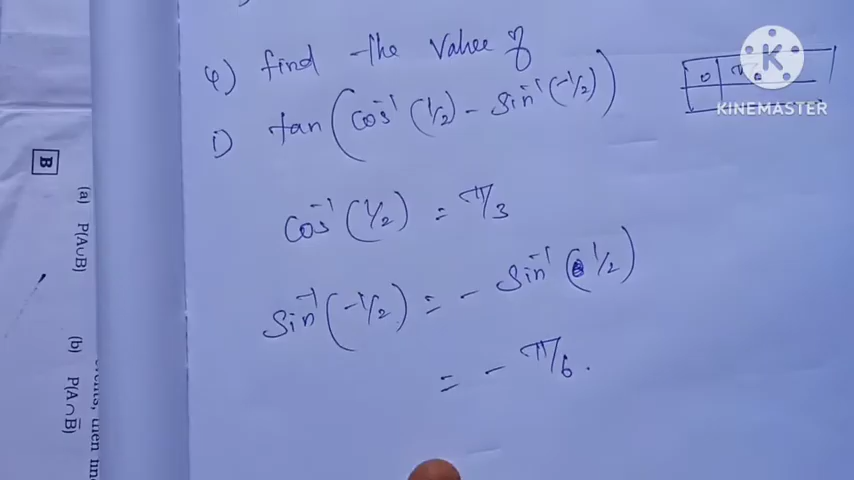 4) find the value of
i) tan(cos⁻¹(1/2) - sin⁻¹(-1/2))
cos⁻¹(1/2) = π/3
sin⁻¹(-1/2) = - sin⁻¹(1/2)
= - π/6.
KINEMASTER
B
(a) P(A∪B)
(b) P(A∩B̅)